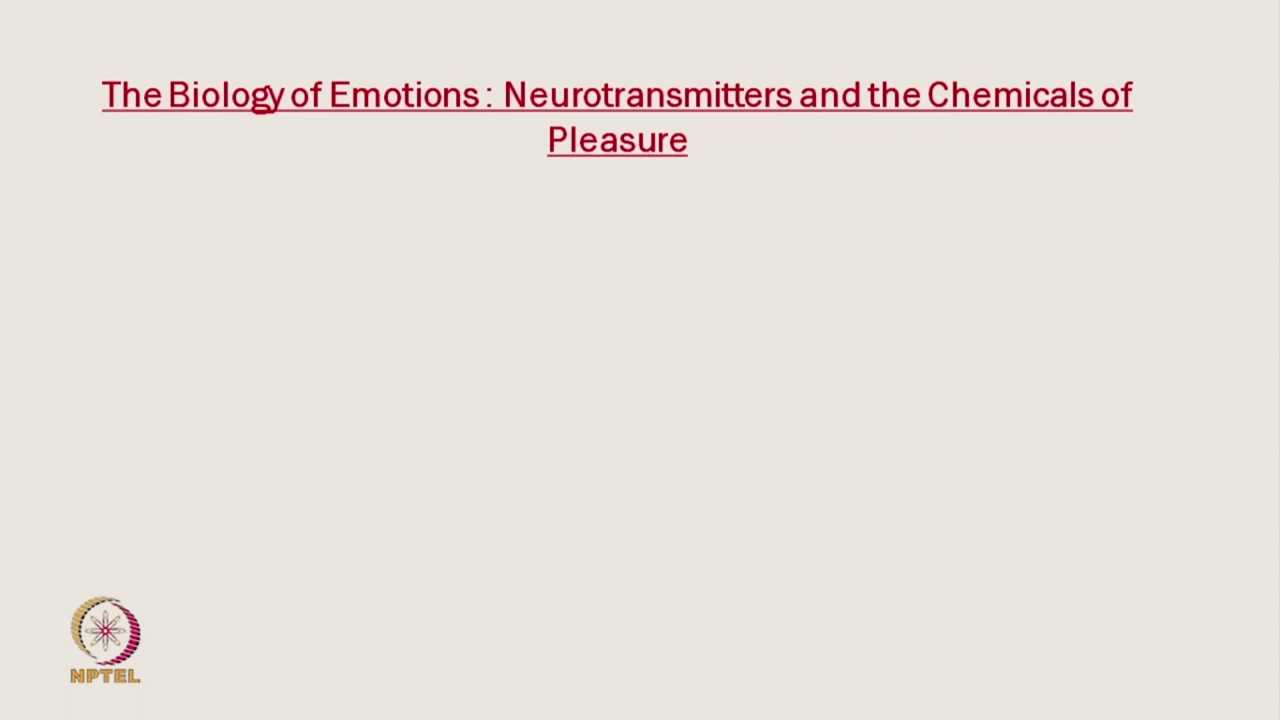 The Biology of Emotions : Neurotransmitters and the Chemicals of
Pleasure
NPTEL